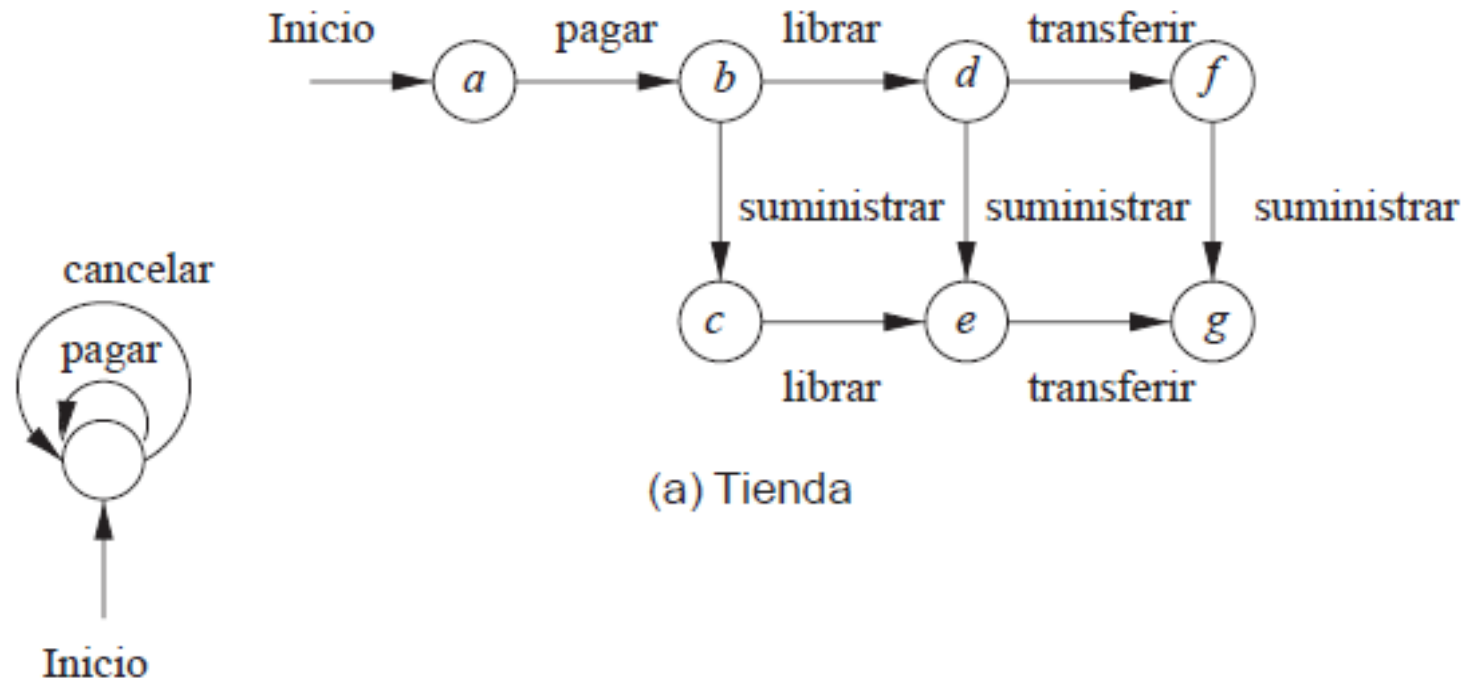 Inicio pagar librar transferir
a b d f
suministrar suministrar suministrar
cancelar
pagar
c e g
librar transferir
(a) Tienda
Inicio